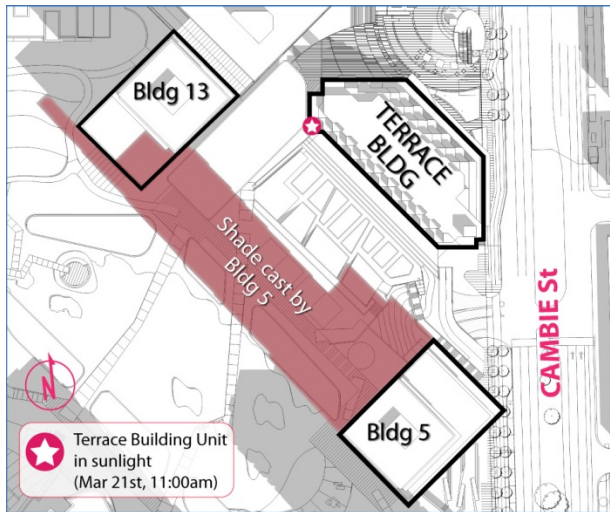 Bldg 13
TERRACE
BLDG
Shade cast by
Bldg 5
CAMBIE St
Bldg 5
N
Terrace Building Unit
in sunlight
(Mar 21st, 11:00am)